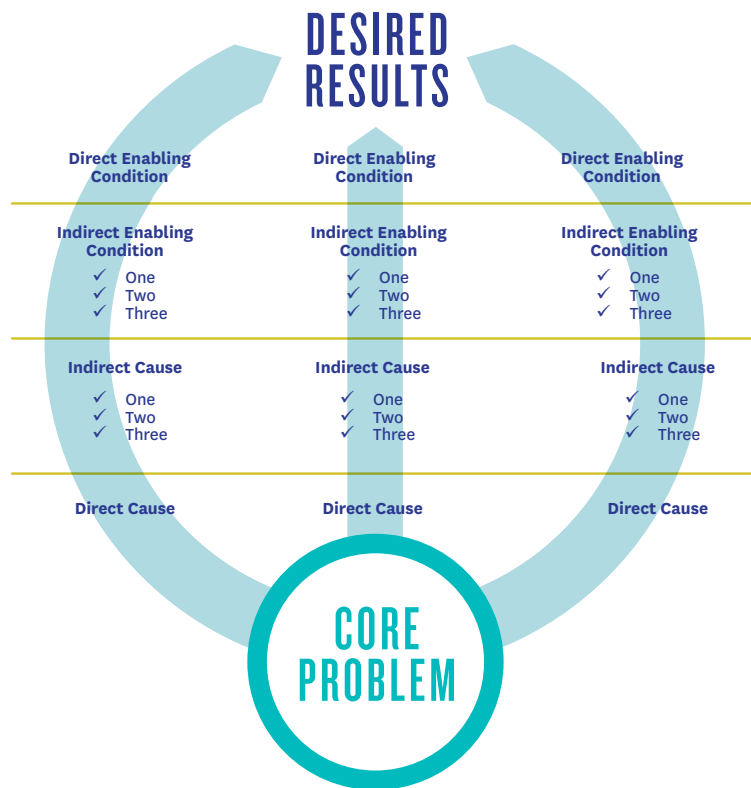 DESIRED
RESULTS
Direct Enabling
Condition
Direct Enabling
Condition
Direct Enabling
Condition
Indirect Enabling
Condition
✓ One
✓ Two
✓ Three
Indirect Enabling
Condition
✓ One
✓ Two
✓ Three
Indirect Enabling
Condition
✓ One
✓ Two
✓ Three
Indirect Cause
✓ One
✓ Two
✓ Three
Indirect Cause
✓ One
✓ Two
✓ Three
Indirect Cause
✓ One
✓ Two
✓ Three
Direct Cause
Direct Cause
Direct Cause
CORE
PROBLEM